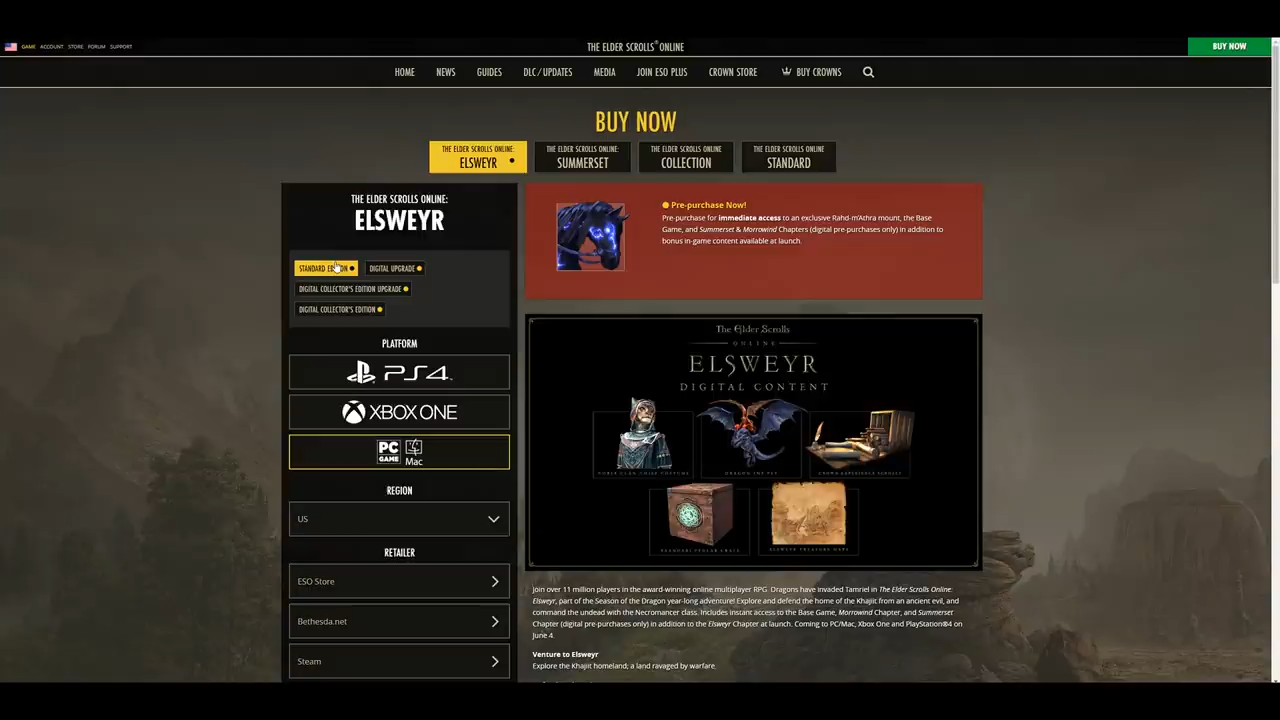 GAME ACCOUNT STORE FORUM SUPPORT
THE ELDER SCROLLS® ONLINE
BUY NOW
HOME NEWS GUIDES DLC/UPDATES MEDIA JOIN ESO PLUS CROWN STORE BUY CROWNS
BUY NOW
THE ELDER SCROLLS ONLINE:
ELSWEYR
THE ELDER SCROLLS ONLINE:
SUMMERSET
THE ELDER SCROLLS ONLINE
COLLECTION
THE ELDER SCROLLS ONLINE
STANDARD
THE ELDER SCROLLS ONLINE:
ELSWEYR
STANDARD EDITION DIGITAL UPGRADE
DIGITAL COLLECTOR'S EDITION UPGRADE
DIGITAL COLLECTOR'S EDITION
PLATFORM
PS4
XBOX ONE
PC GAME Mac
REGION
US
RETAILER
ESO Store
Bethesda.net
Steam
Pre-purchase Now!
Pre-purchase for immediate access to an exclusive Rahd-m'Athra mount, the Base
Game, and Summerset & Morrowind Chapters (digital pre-purchases only) in addition to
bonus in-game content available at launch.
The Elder Scrolls
ONLINE
ELSWEYR
DIGITAL CONTENT
CROWN EXPERIENCE SCROLLS
ELSWEYR TREASURE MAPS
Join over 11 million players in the award-winning online multiplayer RPG. Dragons have invaded Tamriel in The Elder Scrolls Online:
Elsweyr, part of the Season of the Dragon year-long adventure! Explore and defend the home of the Khajiit from an ancient evil, and
command the undead with the Necromancer class. Includes instant access to the Base Game, Morrowind Chapter, and Summerset
Chapter (digital pre-purchases only) in addition to the Elsweyr Chapter at launch. Coming to PC/Mac, Xbox One and PlayStation®4 on
June 4.
Venture to Elsweyr
Explore the Khajiit homeland; a land ravaged by warfare.